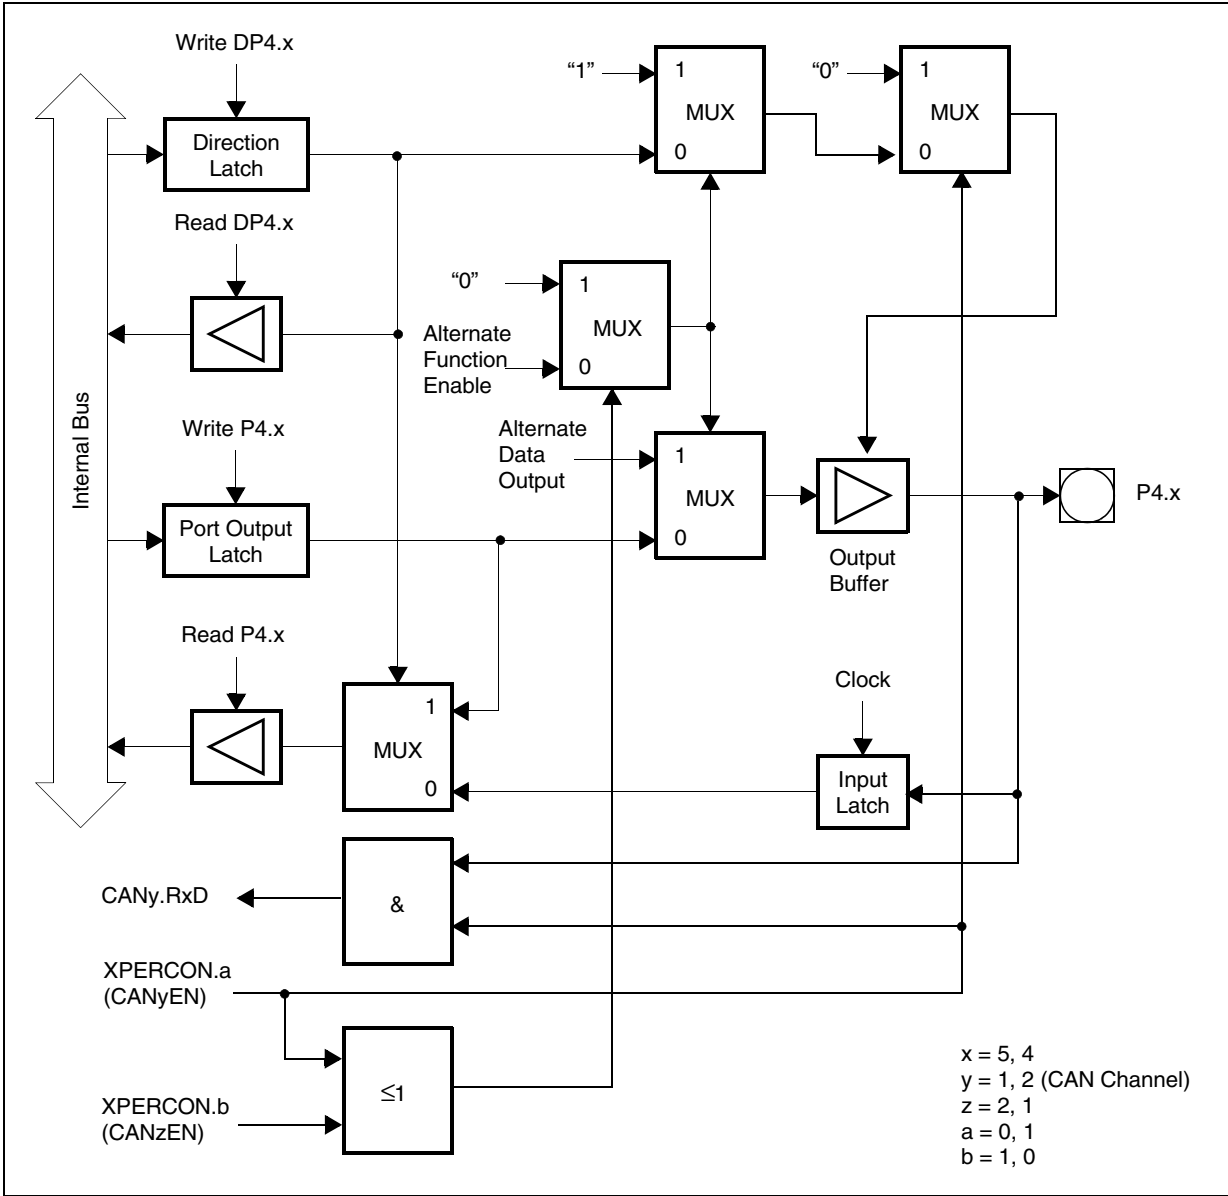 Write DP4.x
“1”
1
MUX
0
“0”
1
MUX
0
Direction
Latch
Read DP4.x
“0”
1
MUX
0
Alternate
Function
Enable
Internal Bus
Write P4.x
Alternate
Data
Output
1
MUX
0
P4.x
Port Output
Latch
Output
Buffer
Read P4.x
Clock
1
MUX
0
Input
Latch
CANy.RxD
&
XPERCON.a
(CANyEN)
≤1
XPERCON.b
(CANzEN)
x = 5, 4
y = 1, 2 (CAN Channel)
z = 2, 1
a = 0, 1
b = 1, 0